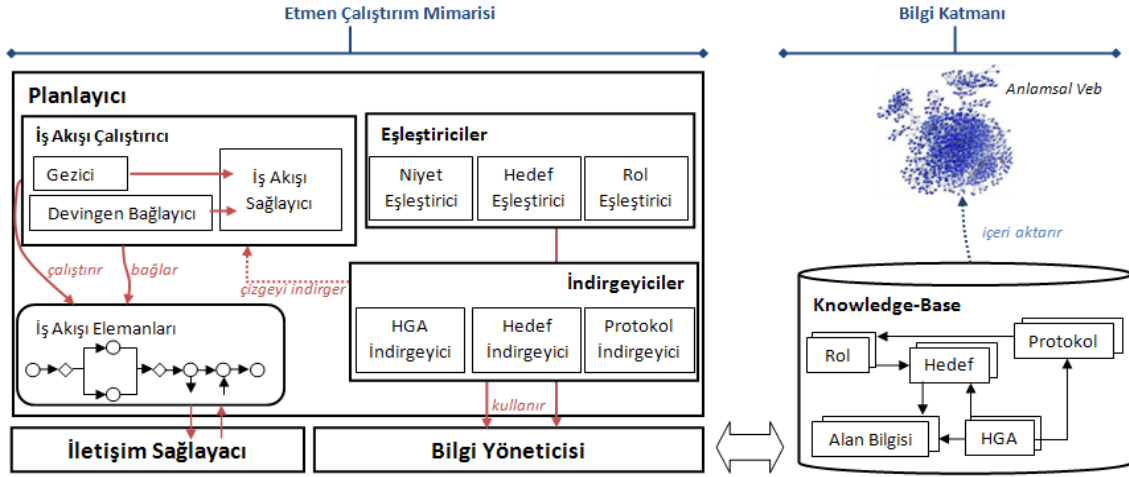 Etmen Çalıştırım Mimarisi
Bilgi Katmanı
Planlayıcı
İş Akışı Çalıştırıcı
Gezici
Devingen Bağlayıcı
İş Akışı
Sağlayıcı
Eşleştiriciler
Niyet
Eşleştirici
Hedef
Eşleştirici
Rol
Eşleştirici
çalıştırır
bağlar
çizgeyi indirger
İndirgeyiciler
HGA
İndirgeyici
Hedef
İndirgeyici
Protokol
İndirgeyici
İş Akışı Elemanları
kullanır
İletişim Sağlayacı
Bilgi Yöneticisi
Anlamsal Veb
içeri aktarır
Knowledge-Base
Rol
Hedef
Protokol
Alan Bilgisi
HGA